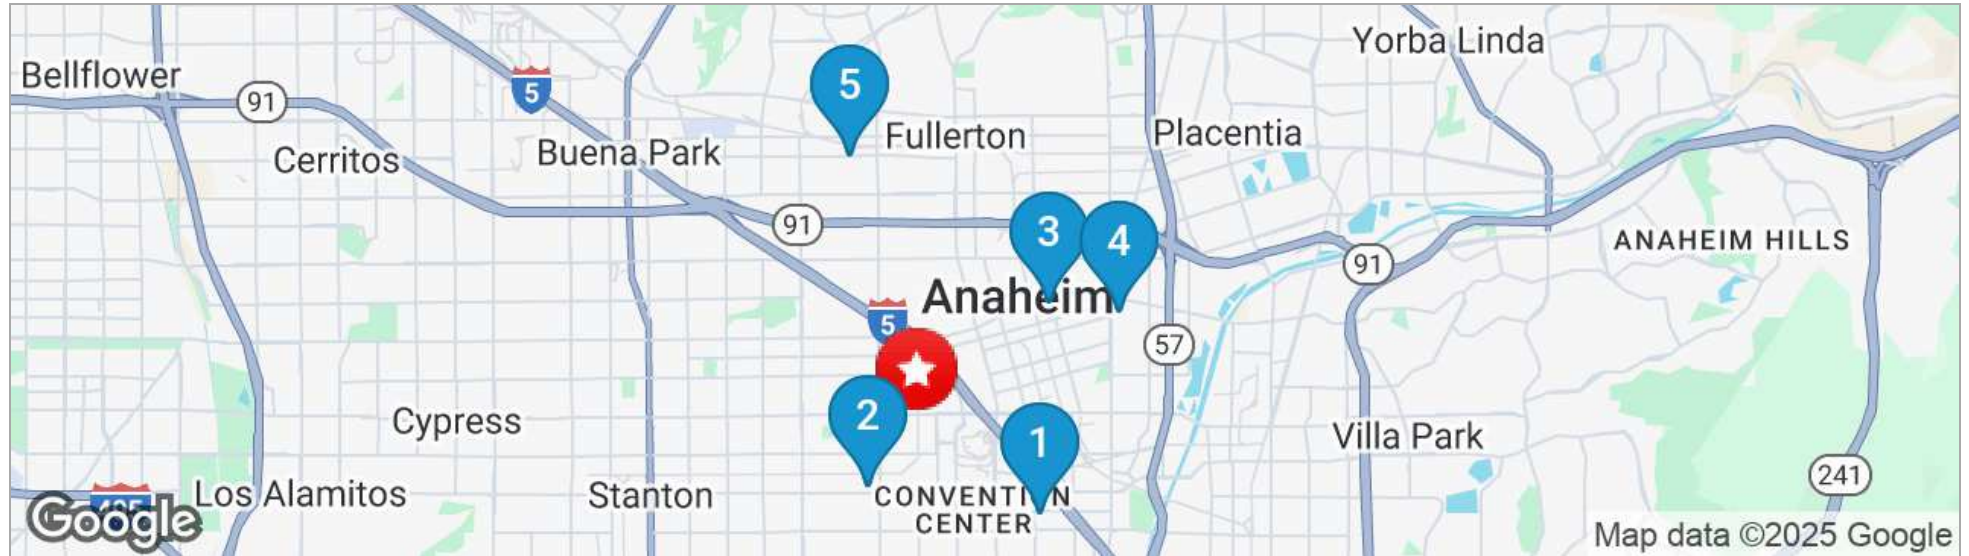 Yorba Linda
Bellflower
5
5
91
Cerritos
Buena Park
Fullerton
Placentia
91
3
4
ANAHEIM HILLS
91
Anaheim
5
57
2
1
Cypress
Villa Park
Los Alamitos
Stanton
CONVENTION
CENTER
241
405
Google
Map data ©2025 Google